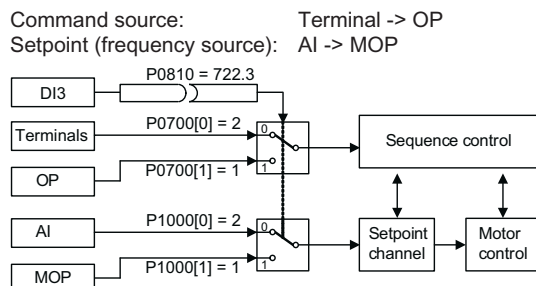 Command source: Terminal -> OP
Setpoint (frequency source): AI -> MOP
P0810 = 722.3
DI3
Terminals
P0700[0] = 2
0
Sequence control
OP
P0700[1] = 1
1
AI
P1000[0] = 2
0
Setpoint
channel
Motor
control
MOP
P1000[1] = 1
1